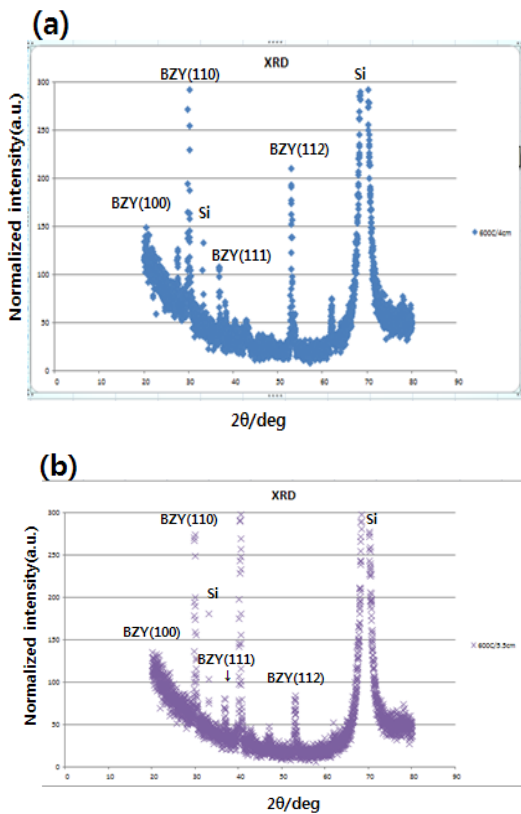 (a)
XRD
BZY(110)
Si
300
250
BZY(112)
200
BZY(100)
Si
150
BZY(111)
100
50
0
0 10 20 30 40 50 60 70 80 90
Normalized intensity(a.u.)
600C/4cm
2θ/deg
(b)
XRD
300
BZY(110)
Si
250
200
Si
150
BZY(100)
BZY(111)
↓
100
BZY(112)
50
0
0 10 20 30 40 50 60 70 80 90
Normalized intensity(a.u.)
600C/3.5cm
2θ/deg